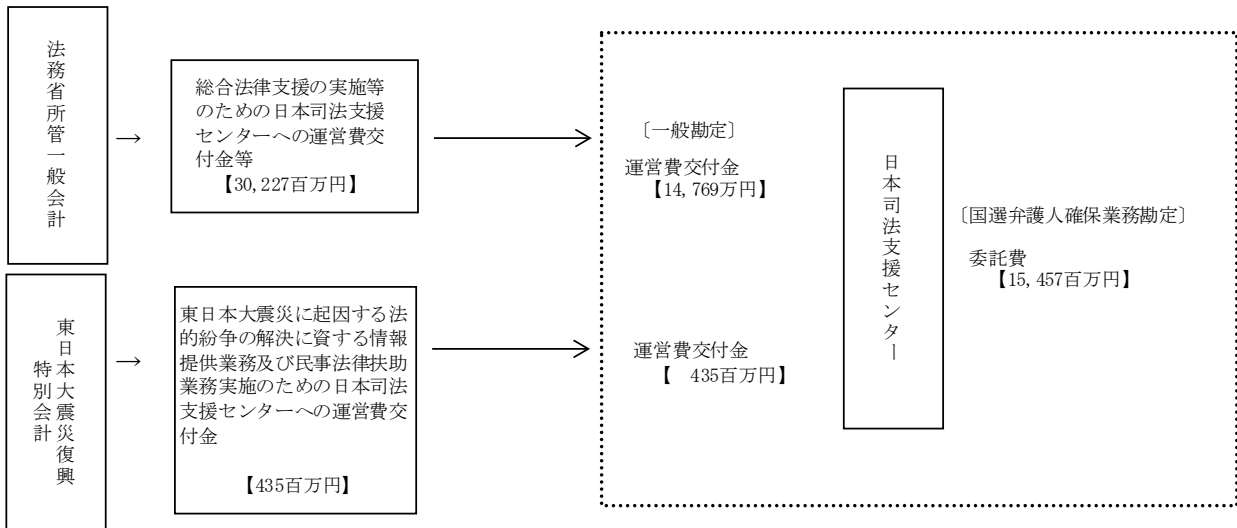 法務省所管一般会計
→
総合法律支援の実施等
のための日本司法支援
センターへの運営費交
付金等
【30,227百万円】
〔一般勘定〕
運営費交付金
【14,769万円】
日本司法支援センター
〔国選弁護人確保業務勘定〕
委託費
【15,457百万円】
東日本大震災復興
特別会計
→
東日本大震災に起因する法
的紛争の解決に資する情報
提供業務及び民事法律扶助
業務実施のための日本司法
支援センターへの運営費交
付金
【435百万円】
運営費交付金
【　435百万円】